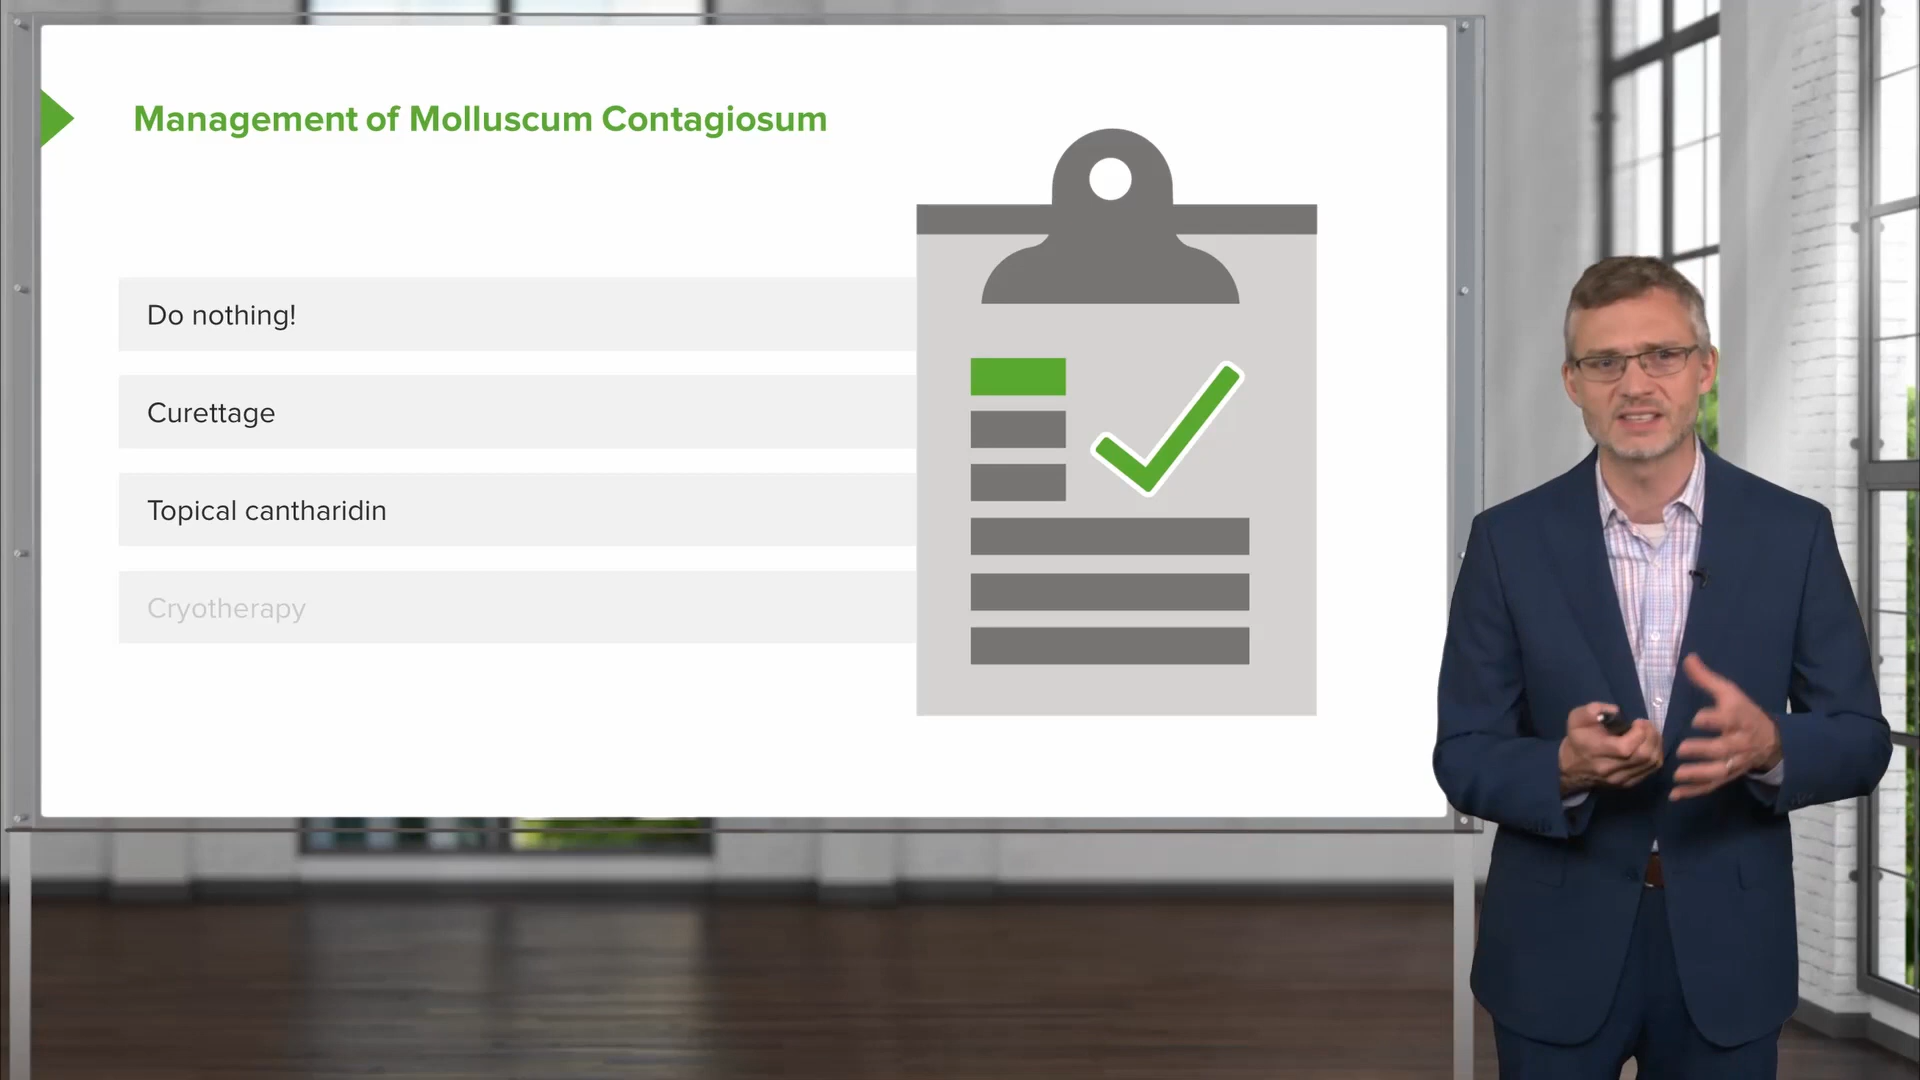 Management of Molluscum Contagiosum
Do nothing!
Curettage
Topical cantharidin
Cryotherapy